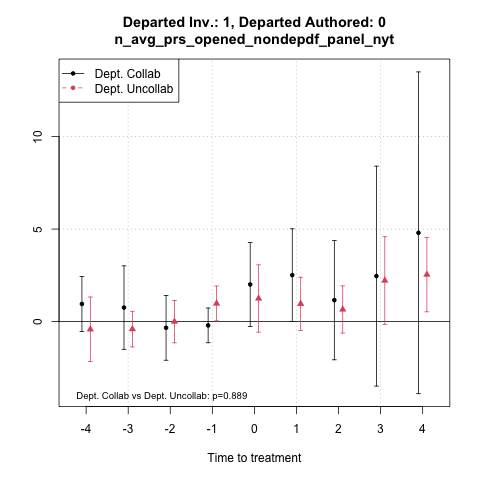 Departed Inv.: 1, Departed Authored: 0
n_avg_prs_opened_nondepdf_panel_nyt
Dept. Collab
Dept. Uncollab
10
5
0
Dept. Collab vs Dept. Uncollab: p=0.889
-4 -3 -2 -1 0 1 2 3 4
Time to treatment